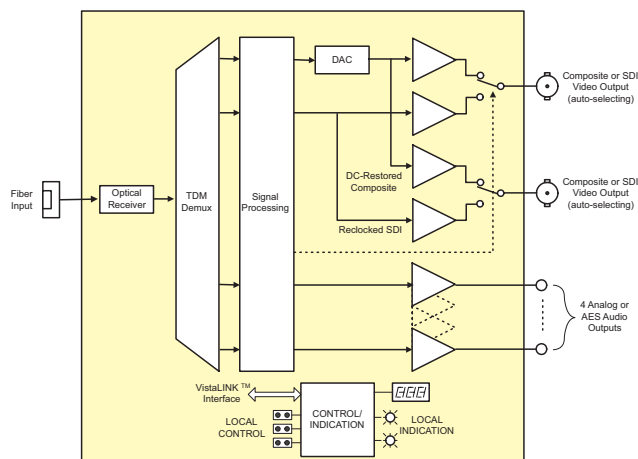 DAC
Composite or SDI
Video Output
(auto-selecting)
Fiber
Input
Optical
Receiver
TDM
Demux
Signal
Processing
DC-Restored
Composite
Reclocked SDI
Composite or SDI
Video Output
(auto-selecting)
4 Analog or
AES Audio
Outputs
VistaLINK TM
Interface
LOCAL
CONTROL
CONTROL/
INDICATION
LOCAL
INDICATION